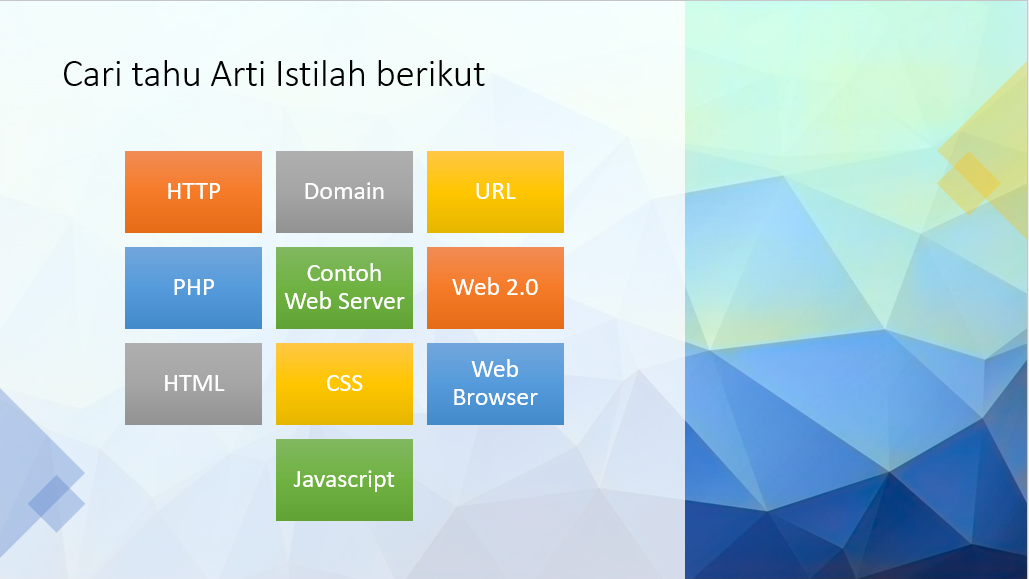 Cari tahu Arti Istilah berikut
HTTP
Domain
URL
PHP
Contoh
Web Server
Web 2.0
HTML
CSS
Web
Browser
Javascript